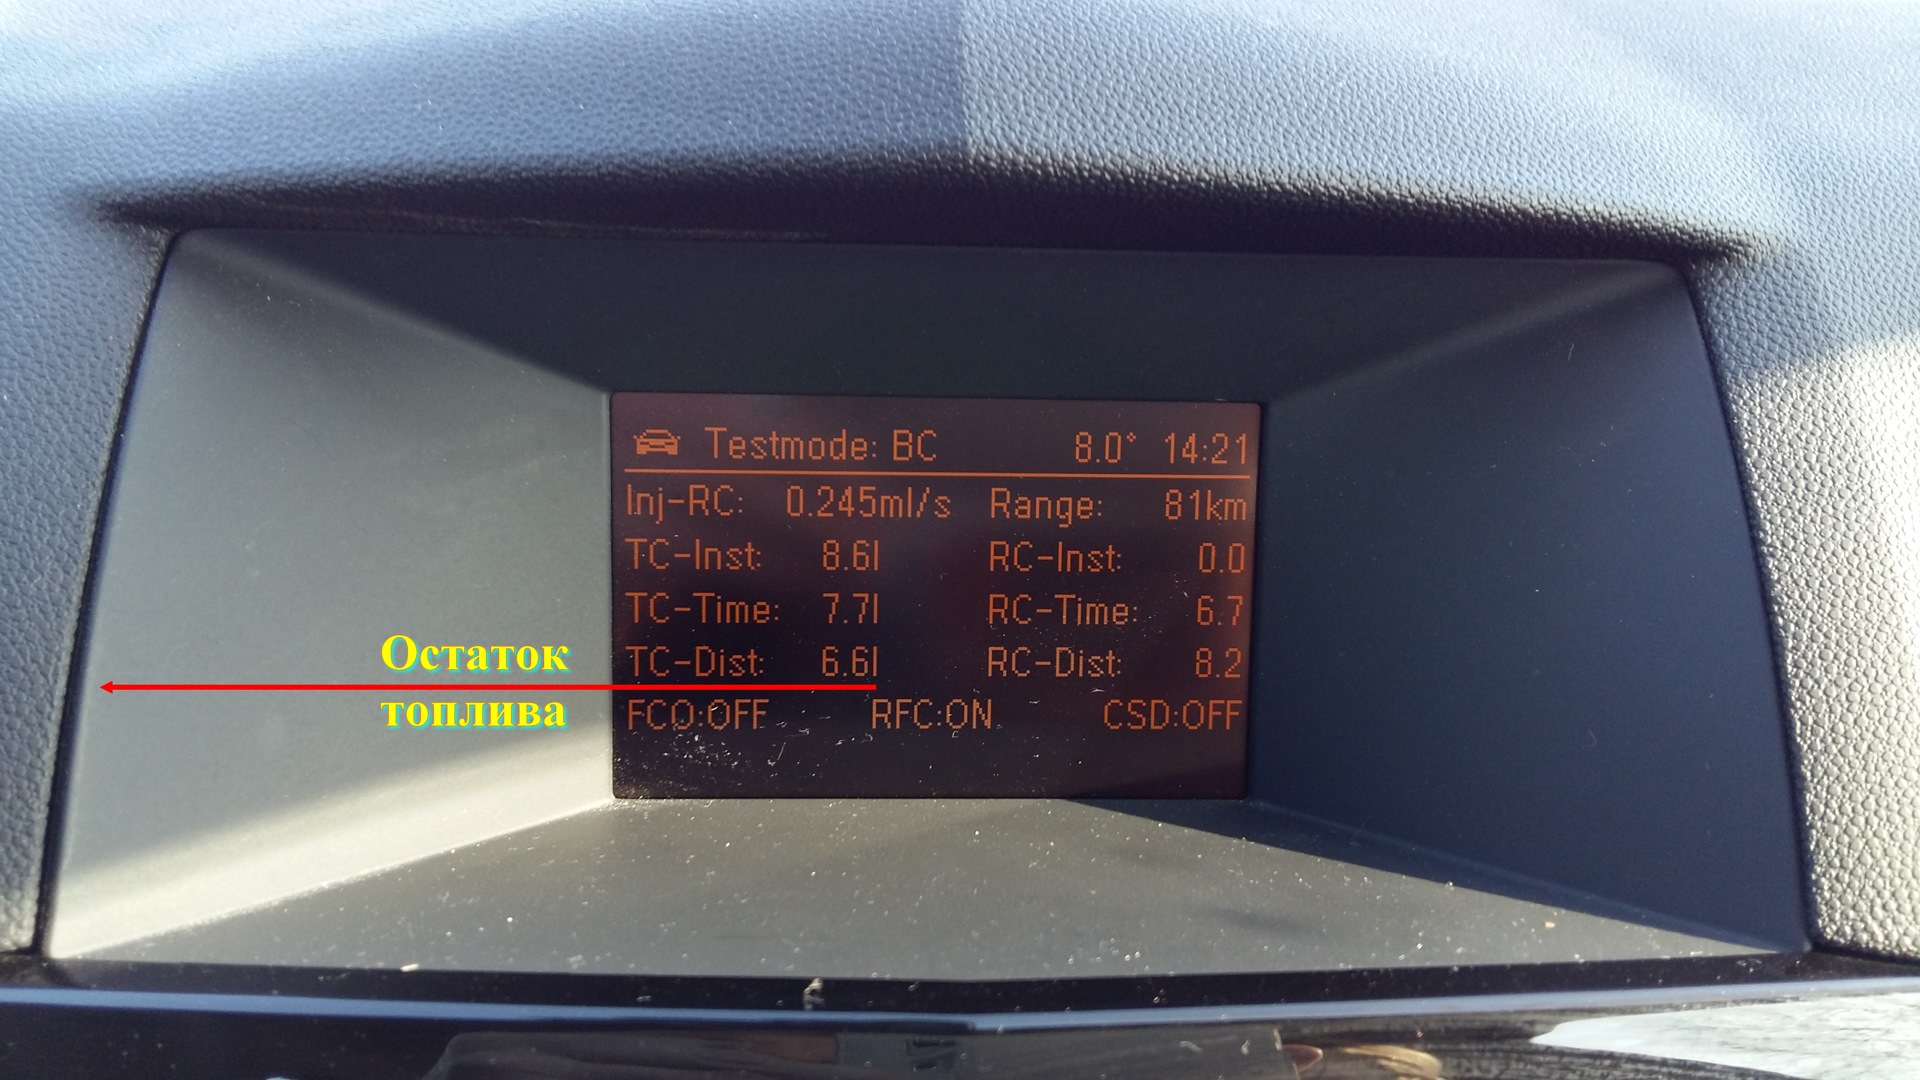 Testmode: BC 8.0° 14:21
Inj-RC: 0.245ml/s Range: 81km
TC-Inst: 8.6l RC-Inst: 0.0
TC-Time: 7.7l RC-Time: 6.7
Остаток
TC-Dist: 6.6l RC-Dist: 8.2
топлива
FCO:OFF RFC:ON CSD:OFF